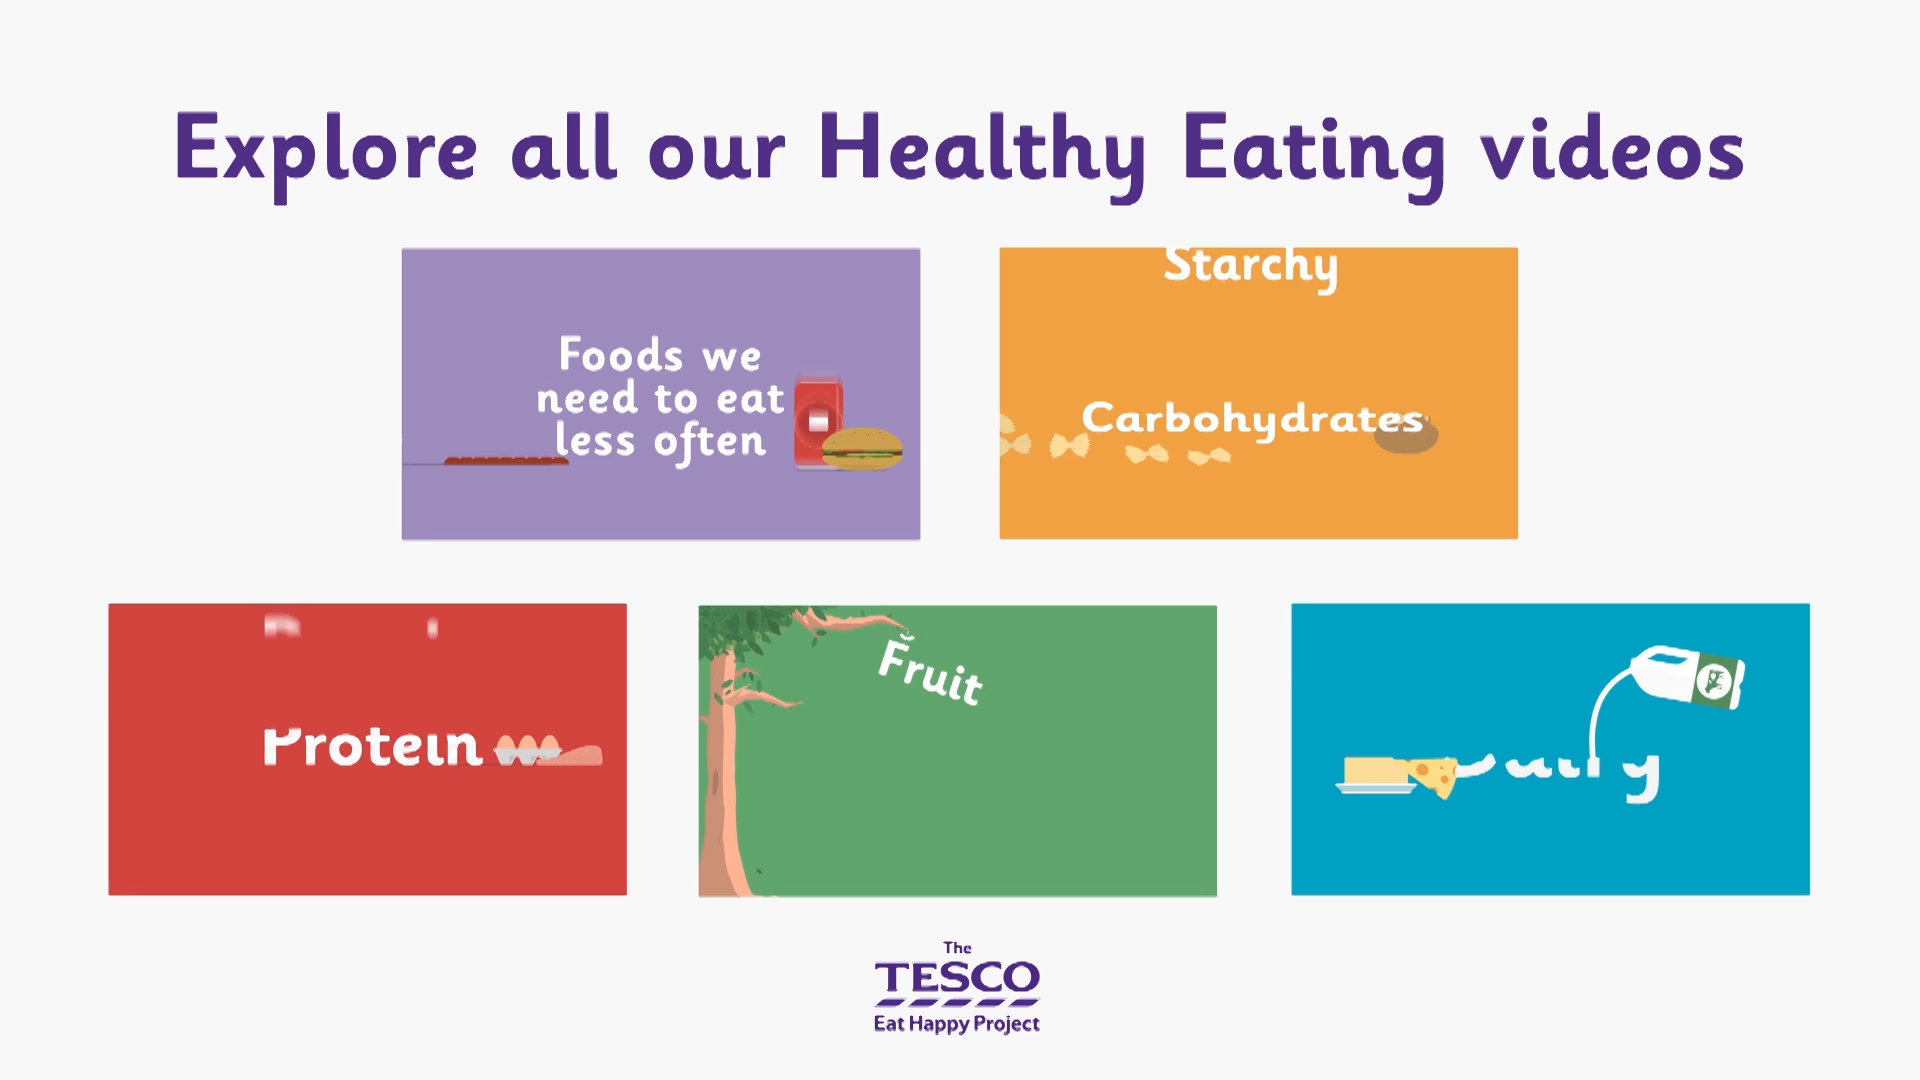 Explore all our Healthy Eating videos
Foods we
need to eat
less often
Starchy
Carbohydrates
Protein
Fruit
The
TESCO
Eat Happy Project